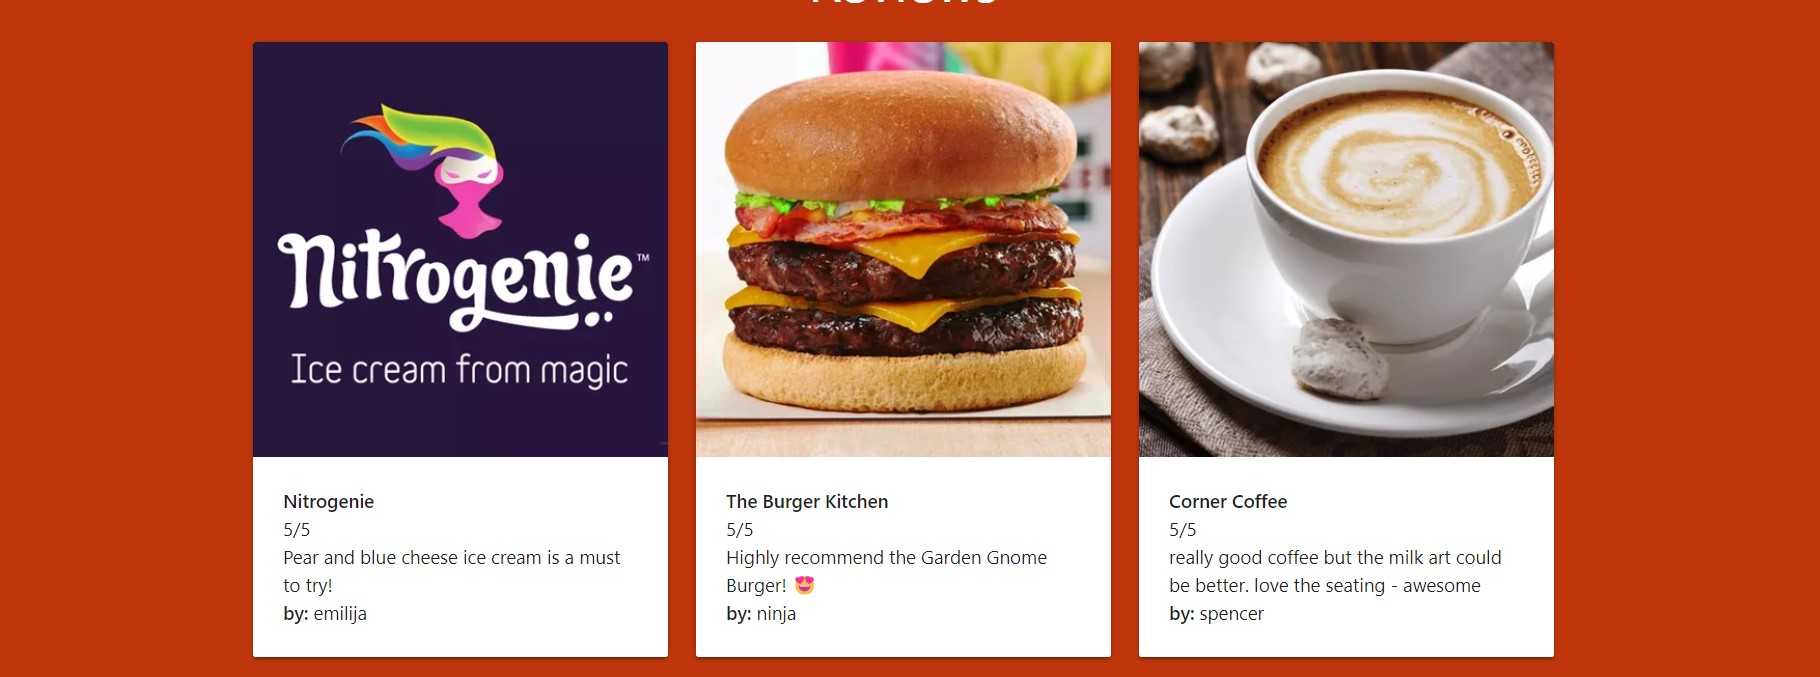 Nitrogenie™
Ice cream from magic
Nitrogenie
5/5
Pear and blue cheese ice cream is a must
to try!
by: emilija
The Burger Kitchen
5/5
Highly recommend the Garden Gnome
Burger! 😍
by: ninja
Corner Coffee
5/5
really good coffee but the milk art could
be better. love the seating - awesome
by: spencer